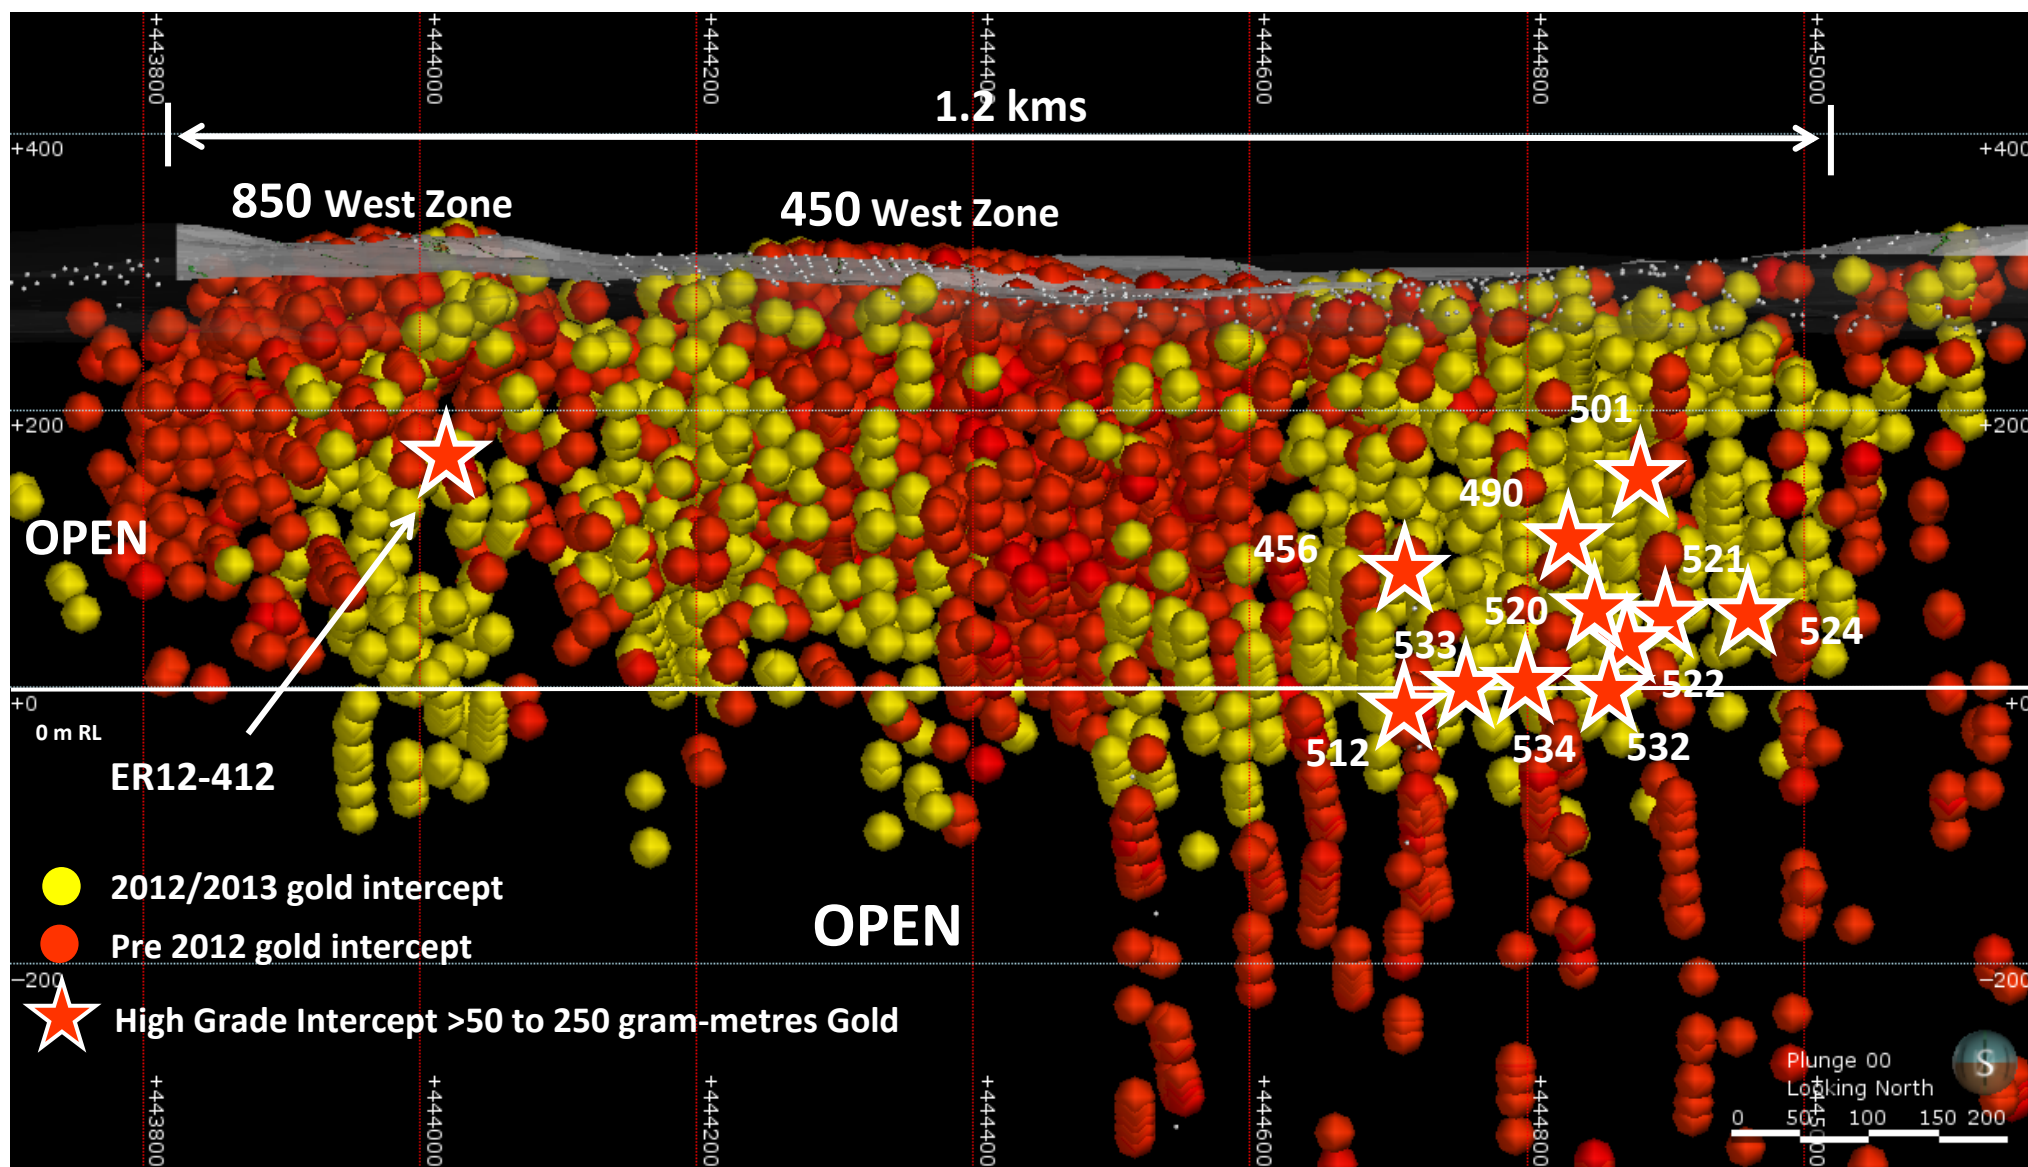 +443800
+444000
+444200
+444400
+444600
+444800
+445000
1.2 kms
+400
+400
850 West Zone
450 West Zone
+200
+200
501
490
OPEN
456
521
520
524
533
522
+0
+0
0 m RL
512
534
532
ER12-412
2012/2013 gold intercept
OPEN
Pre 2012 gold intercept
−200
−200
High Grade Intercept >50 to 250 gram-metres Gold
Plunge 00
S
Looking North
0 50 100 150 200
+443800
+444000
+444200
+444400
+444600
+444800
+445000